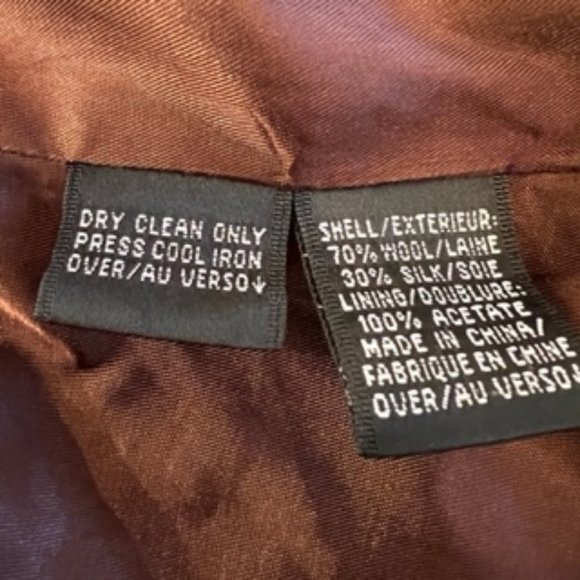 DRY CLEAN ONLY
PRESS COOL IRON
OVER/AU VERSO↓
SHELL/EXTERIEUR:
70% WOOL/LAINE
30% SILK/SOIE
LINING/DOUBLURE:
100% ACETATE
MADE IN CHINA/
FABRIQUE EN CHINE
OVER/AU VERSO↓